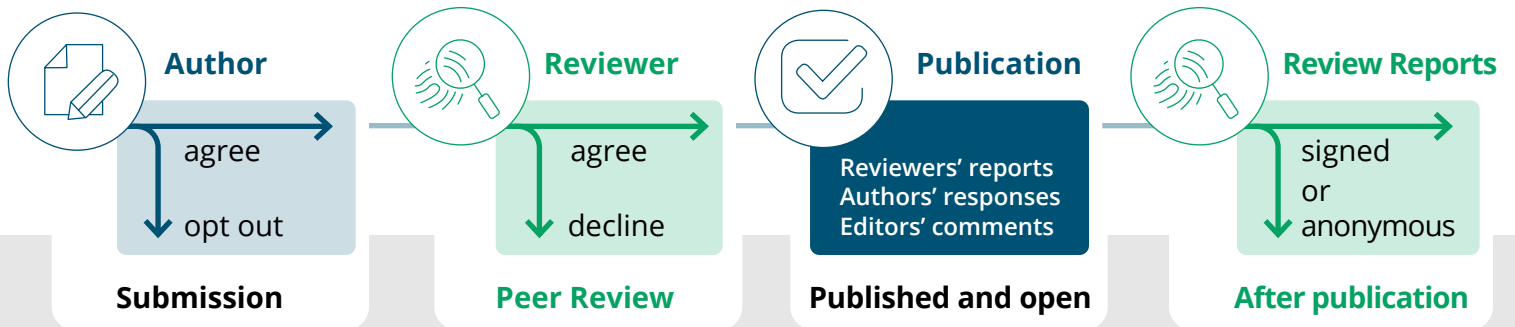 Author
agree
opt out
Submission
Reviewer
agree
decline
Peer Review
Publication
Reviewers’ reports
Authors’ responses
Editors’ comments
Published and open
Review Reports
signed
or
anonymous
After publication